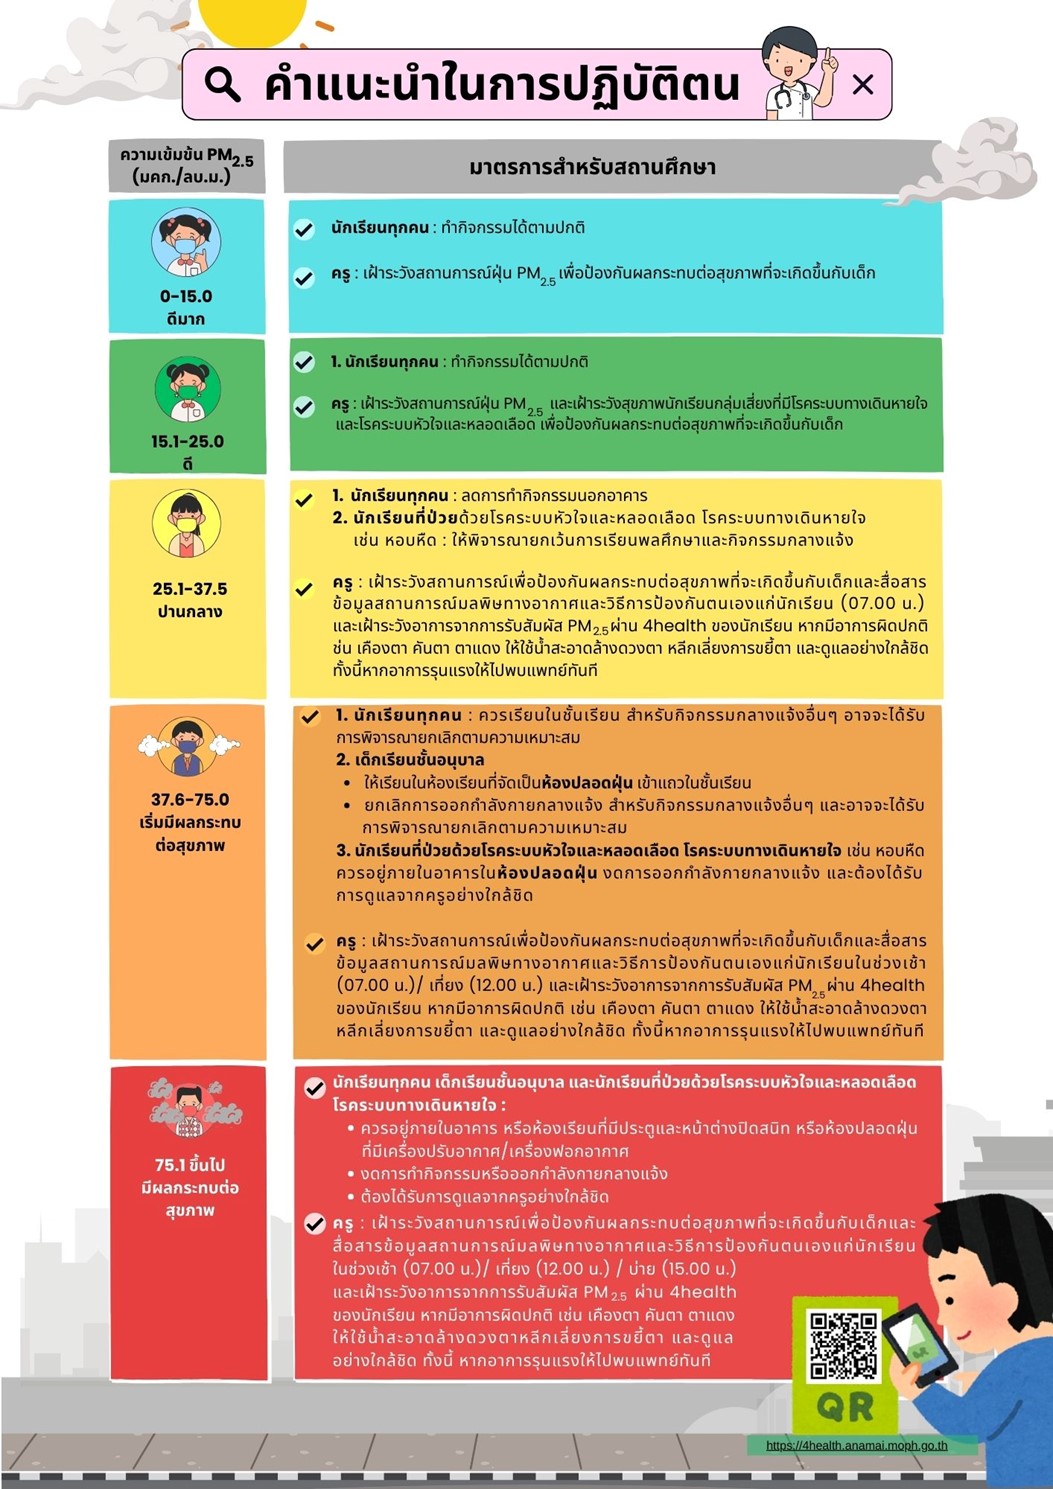 คำแนะนำในการปฏิบัติตน
ความเข้มข้น PM2.5
(มคก./ลบ.ม.)
มาตรการสำหรับสถานศึกษา
0-15.0
ดีมาก
นักเรียนทุกคน : ทำกิจกรรมได้ตามปกติ
ครู : เฝ้าระวังสถานการณ์ฝุ่น PM2.5 เพื่อป้องกันผลกระทบต่อสุขภาพที่จะเกิดขึ้นกับเด็ก
15.1-25.0
ดี
1. นักเรียนทุกคน : ทำกิจกรรมได้ตามปกติ
ครู : เฝ้าระวังสถานการณ์ฝุ่น PM2.5 และเฝ้าระวังสุขภาพนักเรียนกลุ่มเสี่ยงที่มีโรคระบบทางเดินหายใจ
และโรคระบบหัวใจและหลอดเลือด เพื่อป้องกันผลกระทบต่อสุขภาพที่จะเกิดขึ้นกับเด็ก
25.1-37.5
ปานกลาง
1. นักเรียนทุกคน : ลดการทำกิจกรรมนอกอาคาร
2. นักเรียนที่ป่วยด้วยโรคระบบหัวใจและหลอดเลือด โรคระบบทางเดินหายใจ
เช่น หอบหืด : ให้พิจารณายกเว้นการเรียนพลศึกษาและกิจกรรมกลางแจ้ง
ครู : เฝ้าระวังสถานการณ์เพื่อป้องกันผลกระทบต่อสุขภาพที่จะเกิดขึ้นกับเด็กและสื่อสาร
ข้อมูลสถานการณ์มลพิษทางอากาศและวิธีการป้องกันตนเองแก่นักเรียน (07.00 น.)
และเฝ้าระวังอาการจากการรับสัมผัส PM2.5ผ่าน 4health ของนักเรียน หากมีอาการผิดปกติ
ช่น เคืองตา คันตา ตาแดง ให้ใช้น้ำสะอาดล้างดวงตา หลีกเลี่ยงการขยี้ตา และดูแลอย่างใกล้ชิด
ทั้งนี้หากอาการรุนแรงให้ไปพบแพทย์ทันที
37.6-75.0
เริ่มมีผลกระทบ
ต่อสุขภาพ
1. นักเรียนทุกคน : ควรเรียนในชั้นเรียน สำหรับกิจกรรมกลางแจ้งอื่นๆ อาจจะได้รับ
การพิจารณายกเลิกตามความเหมาะสม
2. เด็กเรียนชั้นอนุบาล
• ให้เรียนในห้องเรียนที่จัดเป็นห้องปลอดฝุ่น เข้าแถวในชั้นเรียน
• ยกเลิกการออกกำลังกายกลางแจ้ง สำหรับกิจกรรมกลางแจ้งอื่นๆ และอาจจะได้รับ
การพิจารณายกเลิกตามความเหมาะสม
3. นักเรียนที่ป่วยด้วยโรคระบบหัวใจและหลอดเลือด โรคระบบทางเดินหายใจ เช่น หอบหืด
ควรอยู่ภายในอาคารในห้องปลอดฝุ่น งดการออกกำลังกายกลางแจ้ง และต้องได้รับ
การดูแลจากครูอย่างใกล้ชิด
ครู : เฝ้าระวังสถานการณ์เพื่อป้องกันผลกระทบต่อสุขภาพที่จะเกิดขึ้นกับเด็กและสื่อสาร
ข้อมูลสถานการณ์มลพิษทางอากาศและวิธีการป้องกันตนเองแก่นักเรียนในช่วงเช้า
(07.00 น.)/ เที่ยง (12.00 น.) และเฝ้าระวังอาการจากการรับสัมผัส PM2.5ผ่าน 4health
ของนักเรียน หากมีอาการผิดปกติ เช่น เคืองตา คันตา ตาแดง ให้ใช้น้ำสะอาดล้างดวงตา
หลีกเลี่ยงการขยี้ตา และดูแลอย่างใกล้ชิด ทั้งนี้หากอาการรุนแรงให้ไปพบแพทย์ทันที
75.1 ขึ้นไป
มีผลกระทบต่อ
สุขภาพ
นักเรียนทุกคน เด็กเรียนชั้นอนุบาล และนักเรียนที่ป่วยด้วยโรคระบบหัวใจและหลอดเลือด
โรคระบบทางเดินหายใจ :
• ควรอยู่ภายในอาคาร หรือห้องเรียนที่มีประตูและหน้าต่างปิดสนิท หรือห้องปลอดฝุ่น
ที่มีเครื่องปรับอากาศ/เครื่องฟอกอากาศ
• งดการทำกิจกรรมหรือออกกำลังกายกลางแจ้ง
• ต้องได้รับการดูแลจากครูอย่างใกล้ชิด
ครู : เฝ้าระวังสถานการณ์เพื่อป้องกันผลกระทบต่อสุขภาพที่จะเกิดขึ้นกับเด็กและ
สื่อสารข้อมูลสถานการณ์มลพิษทางอากาศและวิธีการป้องกันตนเองแก่นักเรียน
ในช่วงเช้า (07.00 น.)/ เที่ยง (12.00 น.) / บ่าย (15.00 น.)
และเฝ้าระวังอาการจากการรับสัมผัส PM2.5 ผ่าน 4health
ของนักเรียน หากมีอาการผิดปกติ เช่น เคืองตา คันตา ตาแดง
ให้ใช้น้ำสะอาดล้างดวงตาหลีกเลี่ยงการขยี้ตา และดูแล
อย่างใกล้ชิด ทั้งนี้ หากอาการรุนแรงให้ไปพบแพทย์ทันที
QR
QR
https://4health.anamai.moph.go.th